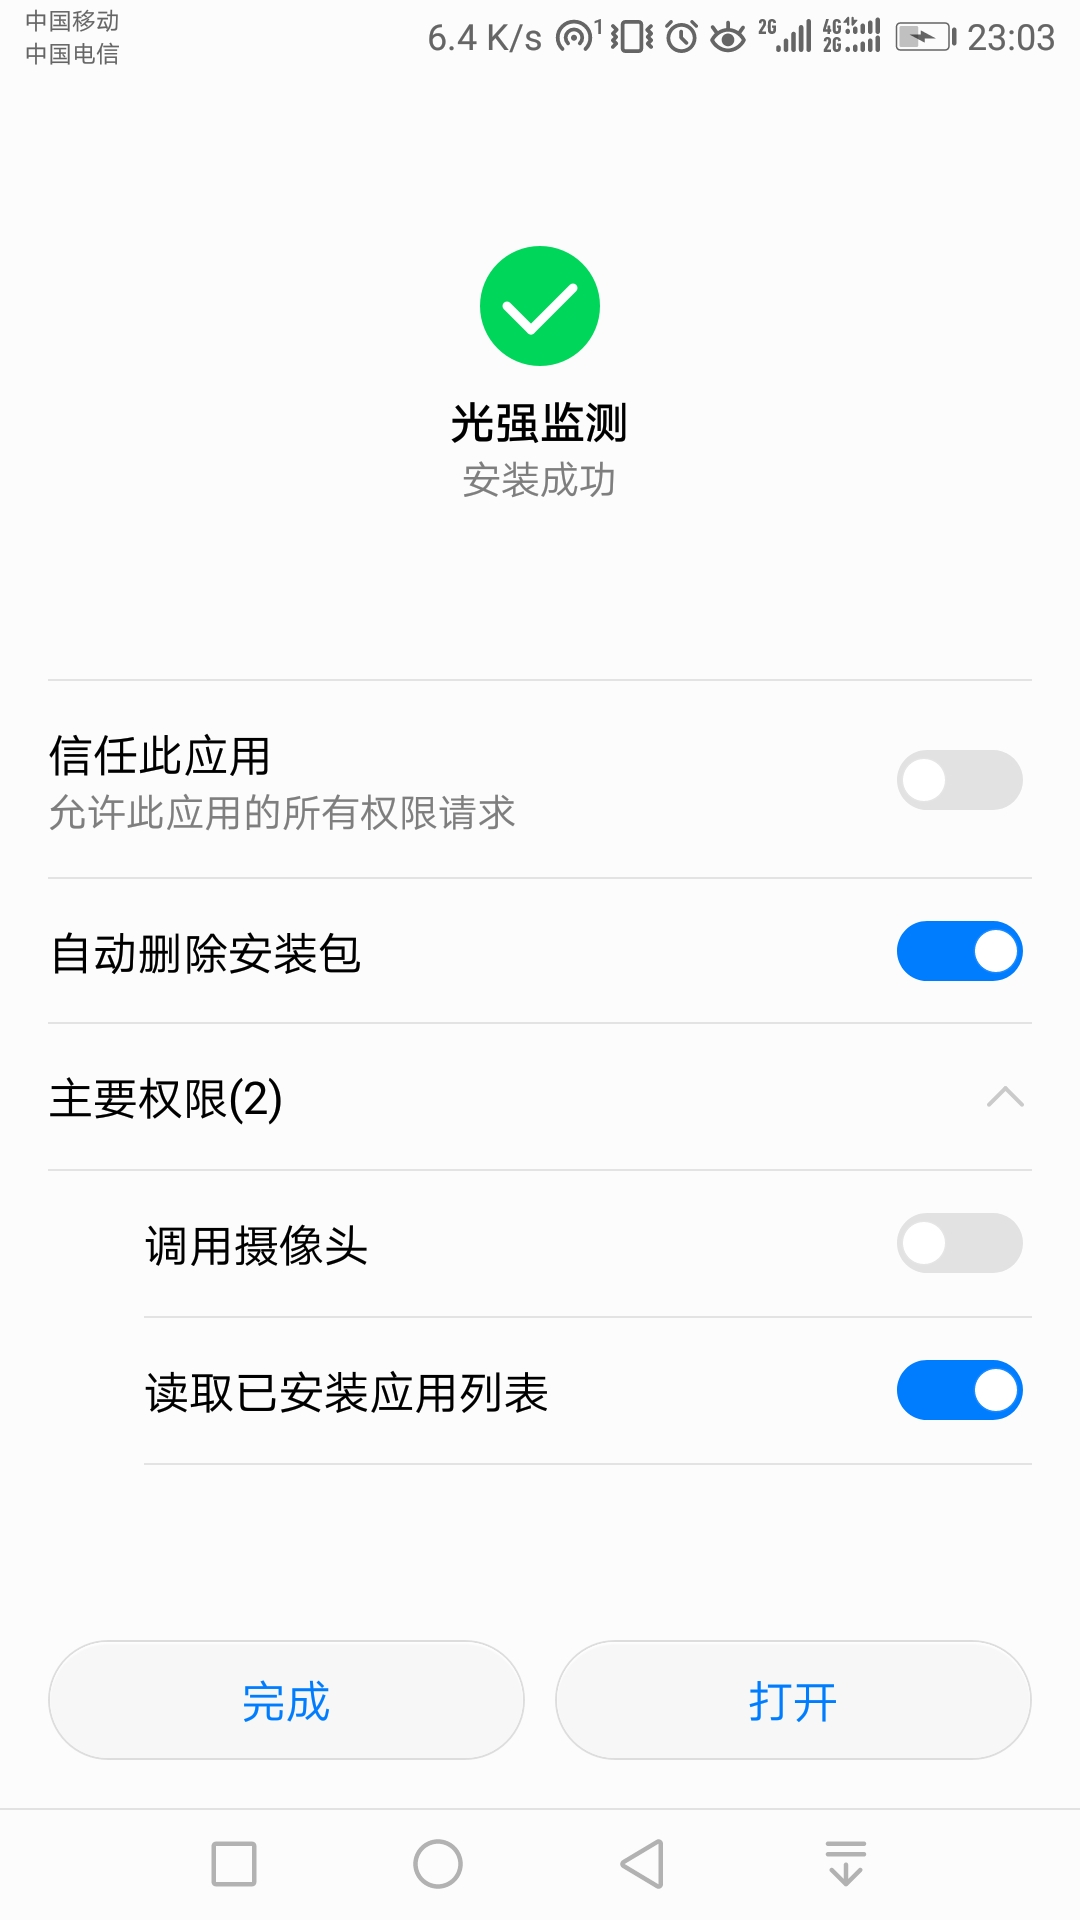 中国移动
中国电信
6.4 K/s 1 2G 4G 2G 23:03
光强监测
安装成功
信任此应用
允许此应用的所有权限请求
自动删除安装包
主要权限(2)
调用摄像头
读取已安装应用列表
完成
打开